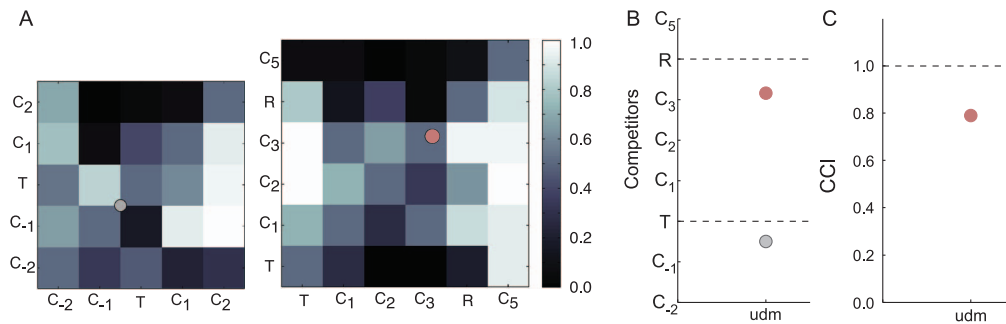 A
B
C
C₂
C₁
T
C₋₁
C₋₂
C₋₂ C₋₁ T C₁ C₂
C₅
R
C₃
C₂
C₁
T
T C₁ C₂ C₃ R C₅
1.0
0.8
0.6
0.4
0.2
0.0
Competitors
C₅
R
C₃
C₂
C₁
T
C₋₁
C₋₂
udm
CCI
1.0
0.8
0.6
0.4
0.2
0.0
udm